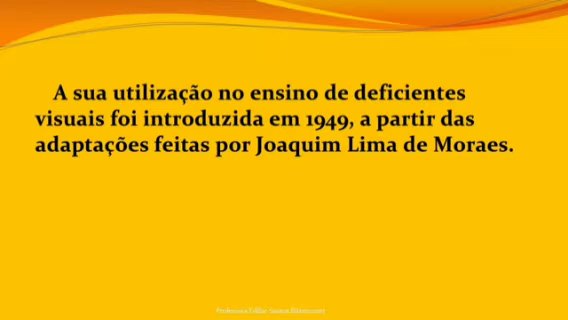 A sua utilização no ensino de deficientes
visuais foi introduzida em 1949, a partir das
adaptações feitas por Joaquim Lima de Moraes.
Professora